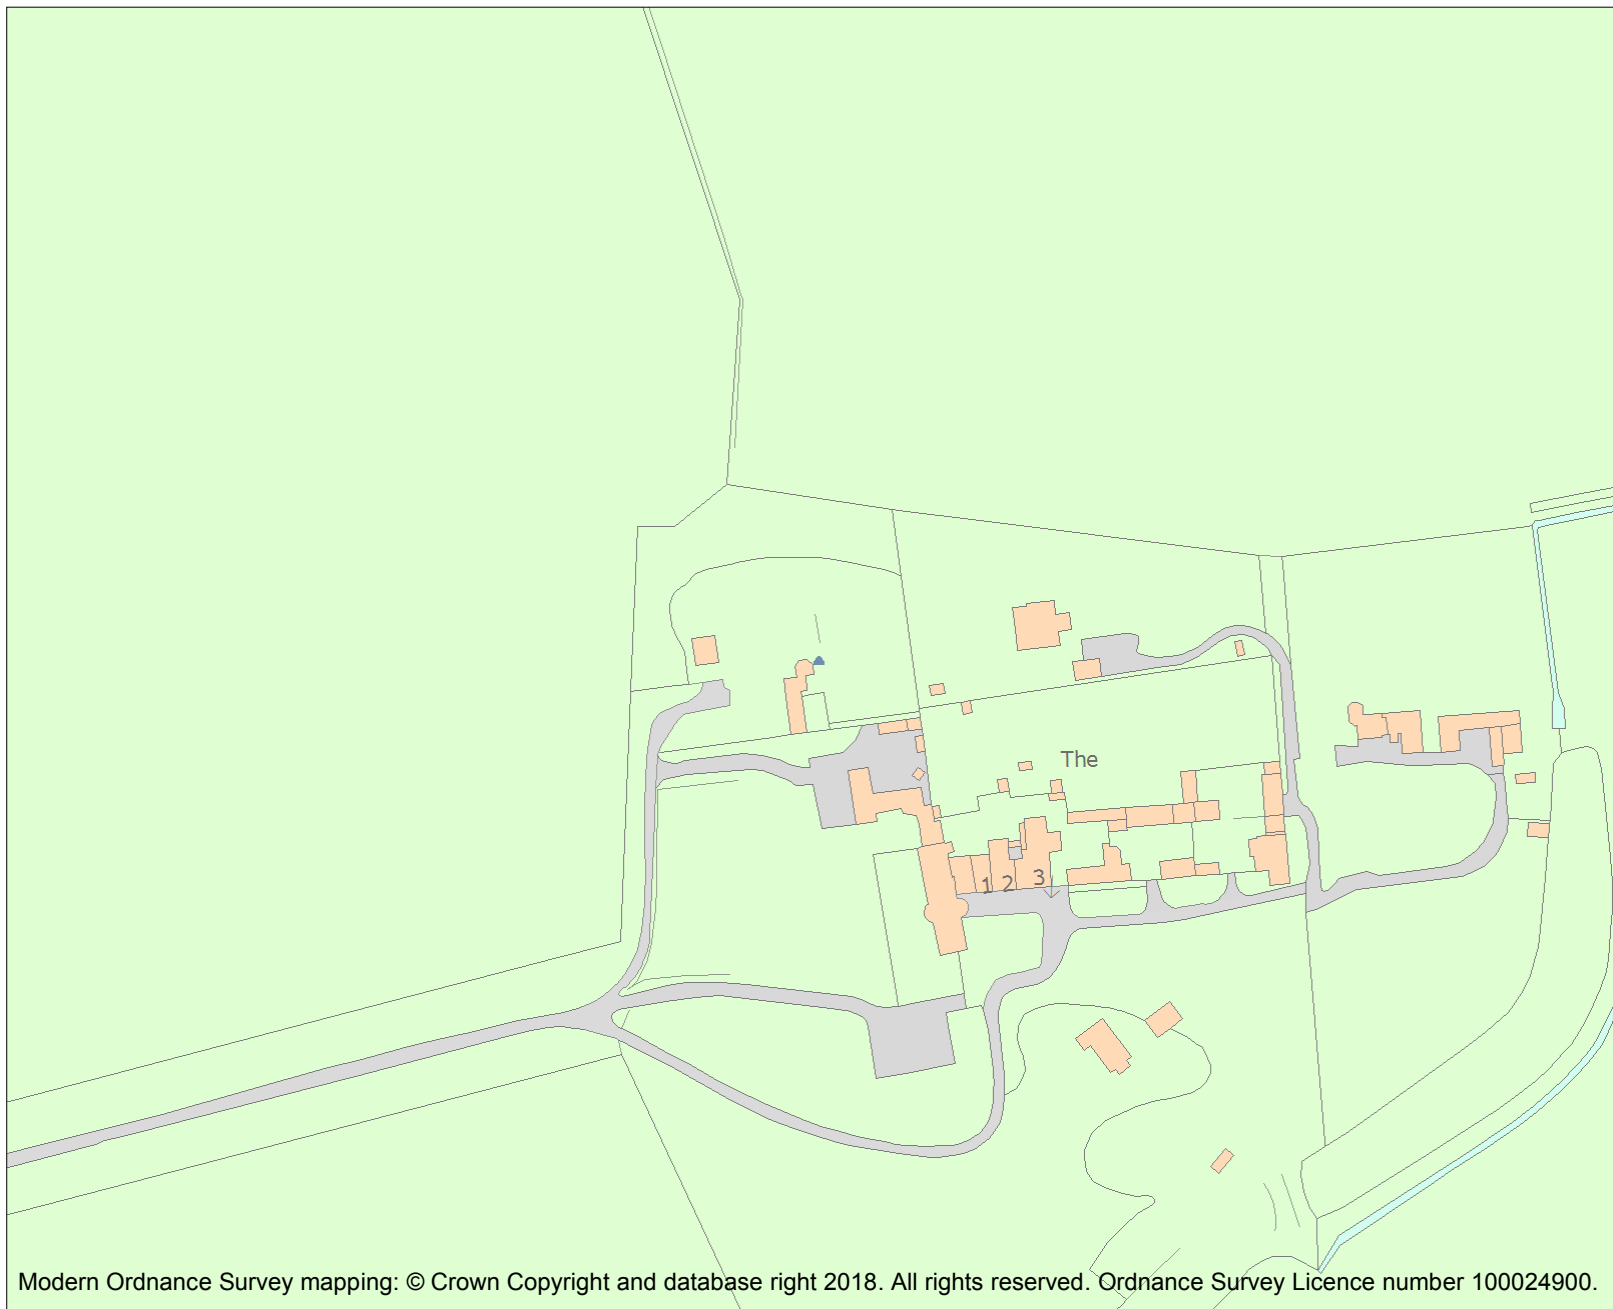 The
1 2 3
Modern Ordnance Survey mapping: © Crown Copyright and database right 2018. All rights reserved. Ordnance Survey Licence number 100024900.